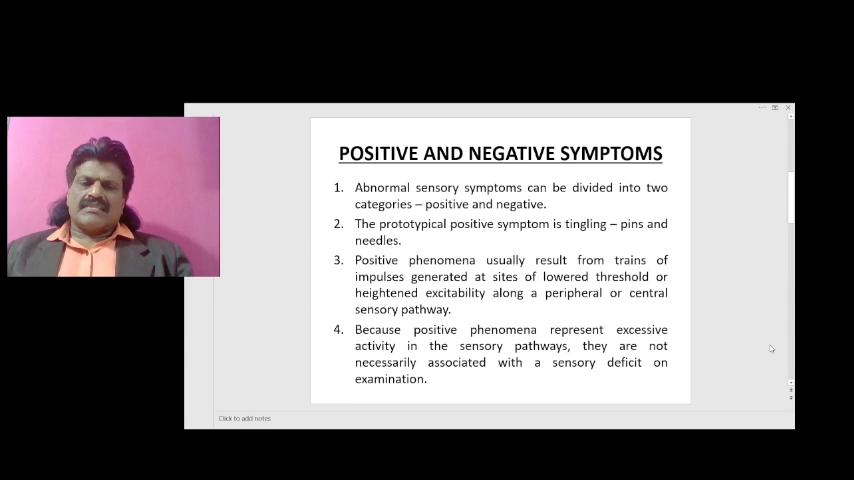 POSITIVE AND NEGATIVE SYMPTOMS
1. Abnormal sensory symptoms can be divided into two
categories – positive and negative.
2. The prototypical positive symptom is tingling – pins and
needles.
3. Positive phenomena usually result from trains of
impulses generated at sites of lowered threshold or
heightened excitability along a peripheral or central
sensory pathway.
4. Because positive phenomena represent excessive
activity in the sensory pathways, they are not
necessarily associated with a sensory deficit on
examination.
Click to add notes